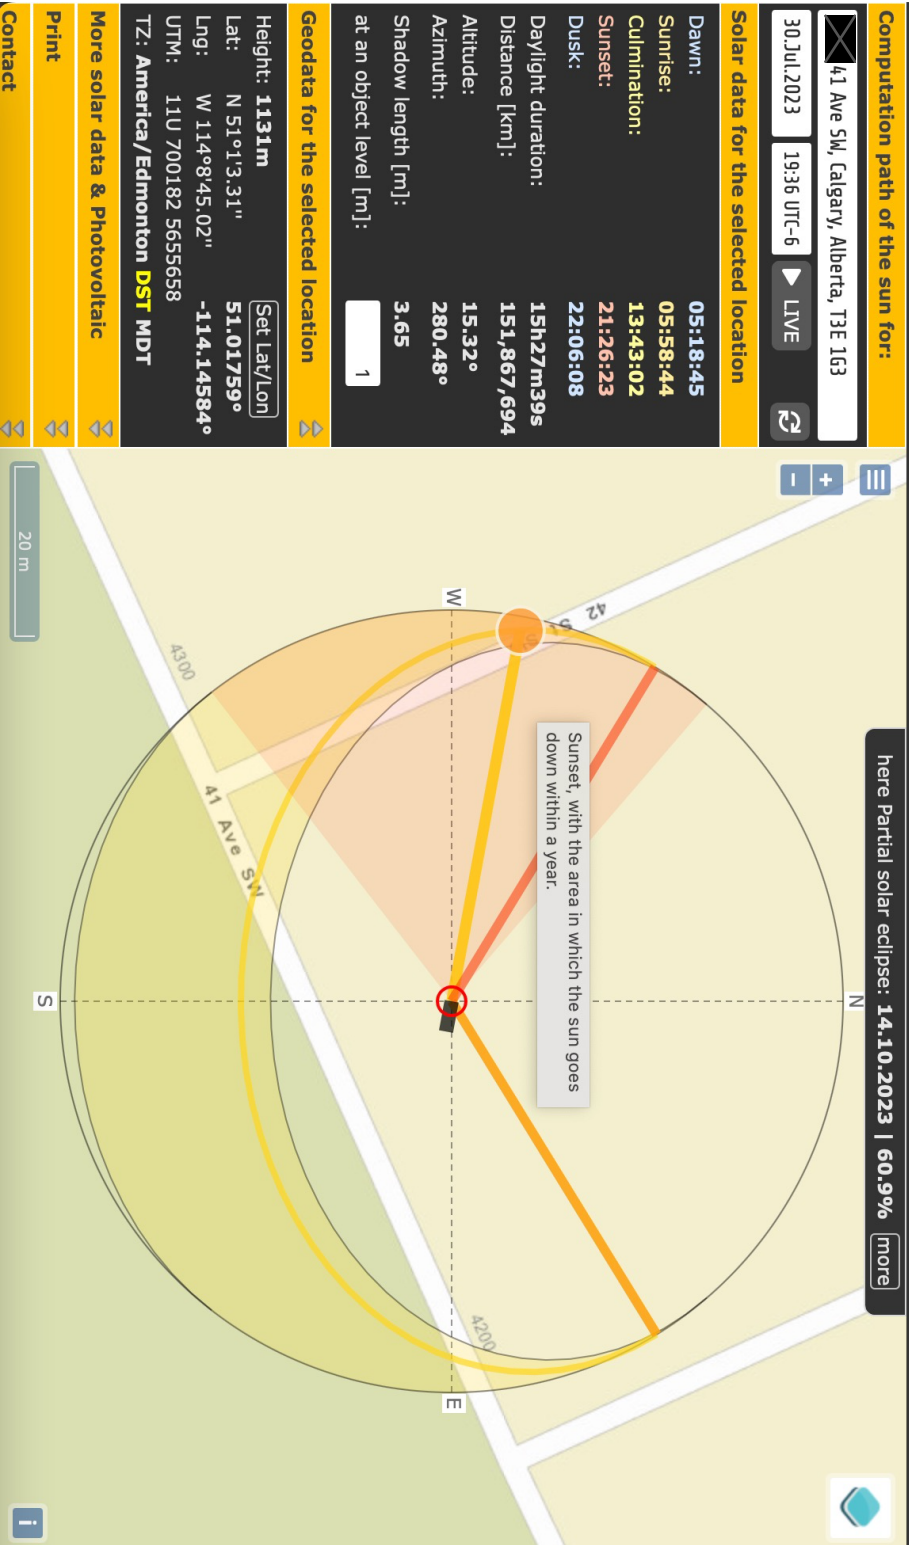 Computation path of the sun for:
41 Ave SW, Calgary, Alberta, T3E 1G3
30.Jul.2023 19:36 UTC-6 LIVE
Solar data for the selected location
Dawn: 05:18:45
Sunrise: 05:58:44
Culmination: 13:43:02
Sunset: 21:26:23
Dusk: 22:06:08
Daylight duration: 15h27m39s
Distance [km]: 151,867,694
Altitude: 15.32°
Azimuth: 280.48°
Shadow length [m]: 3.65
at an object level [m]: 1
Geodata for the selected location
Height: 1131m Set Lat/Lon
Lat: N 51°1'3.31'' 51.01759°
Lng: W 114°8'45.02'' -114.14584°
UTM: 11U 700182 5655658
TZ: America/Edmonton DST MDT
More solar data & Photovoltaic
Print
Contact
here Partial solar eclipse: 14.10.2023 | 60.9% more
+
−
N
42 St
Sunset, with the area in which the sun goes
down within a year.
W
E
4200
4300
41 Ave SW
S
20 m
i